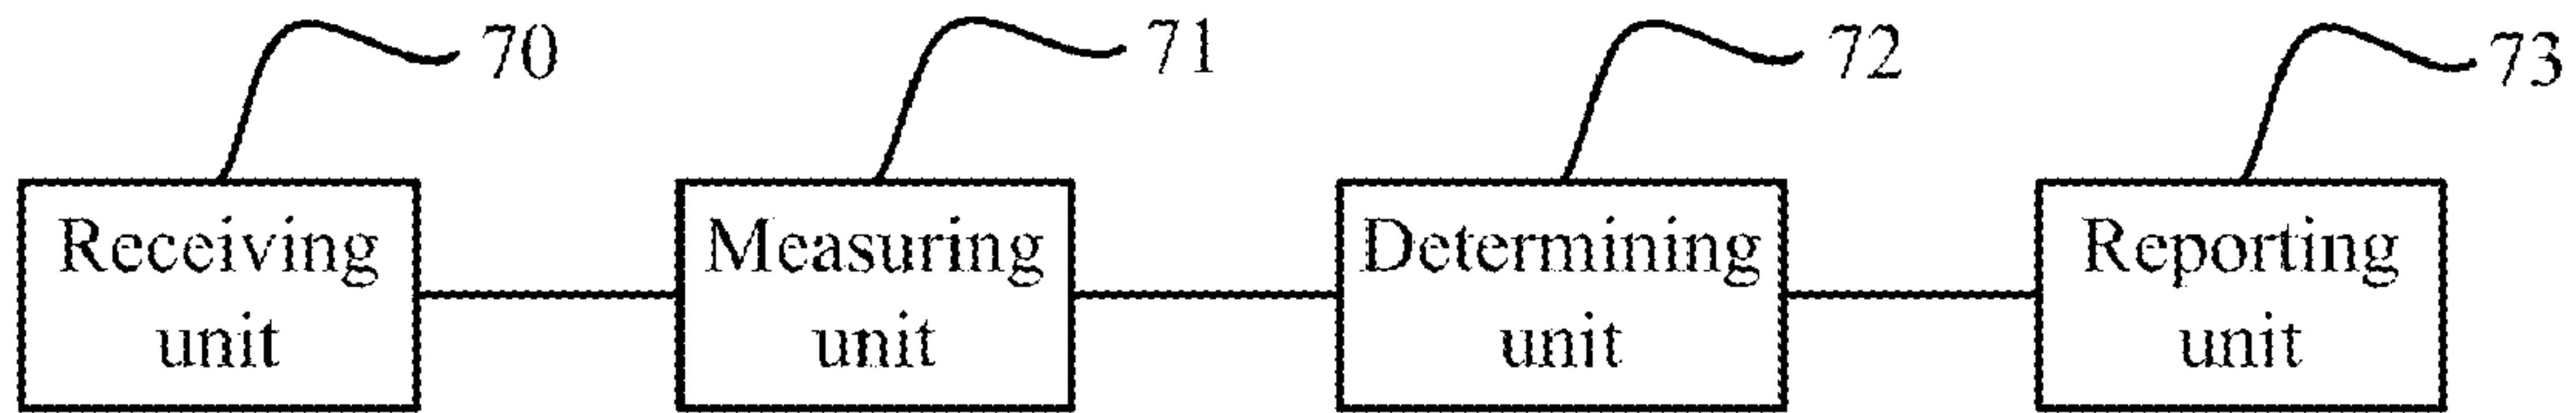 70
71
72
73
Receiving
unit
Measuring
unit
Determining
unit
Reporting
unit